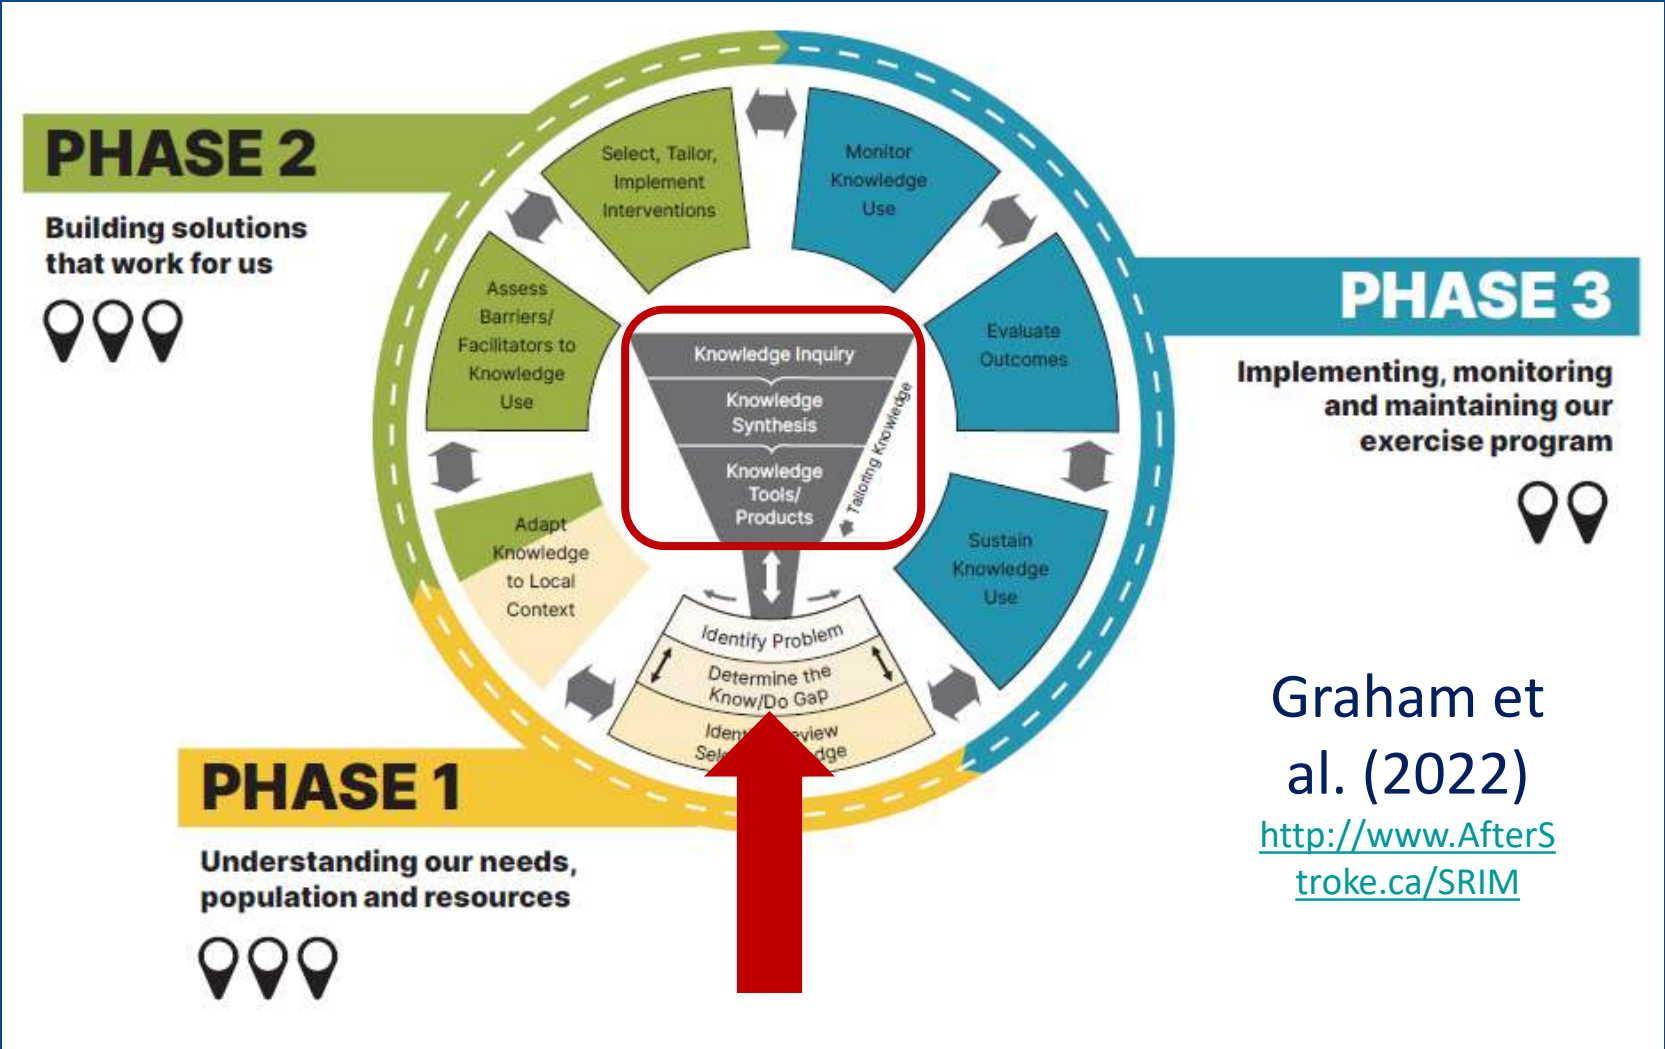 PHASE 2
Building solutions
that work for us
Select, Tailor,
Implement
Interventions
Monitor
Knowledge
Use
Assess
Barriers/
Facilitators to
Knowledge
Use
Evaluate
Outcomes
PHASE 3
Implementing, monitoring
and maintaining our
exercise program
Knowledge Inquiry
Knowledge
Synthesis
Knowledge
Tools/
Products
Tailoring Knowledge
Adapt
Knowledge
to Local
Context
Sustain
Knowledge
Use
Identify Problem
Determine the
Know/Do Gap
PHASE 1
Understanding our needs,
population and resources
Graham et
al. (2022)
http://www.AfterS
troke.ca/SRIM